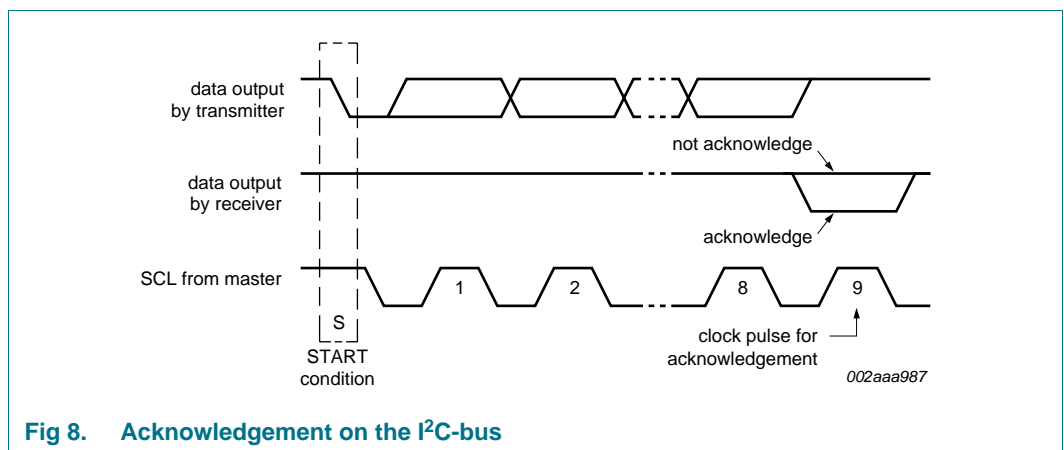 data output
by transmitter
not acknowledge
data output
by receiver
acknowledge
SCL from master
1
2
8
9
S
START
condition
clock pulse for
acknowledgement
002aaa987
Fig 8. Acknowledgement on the I²C-bus